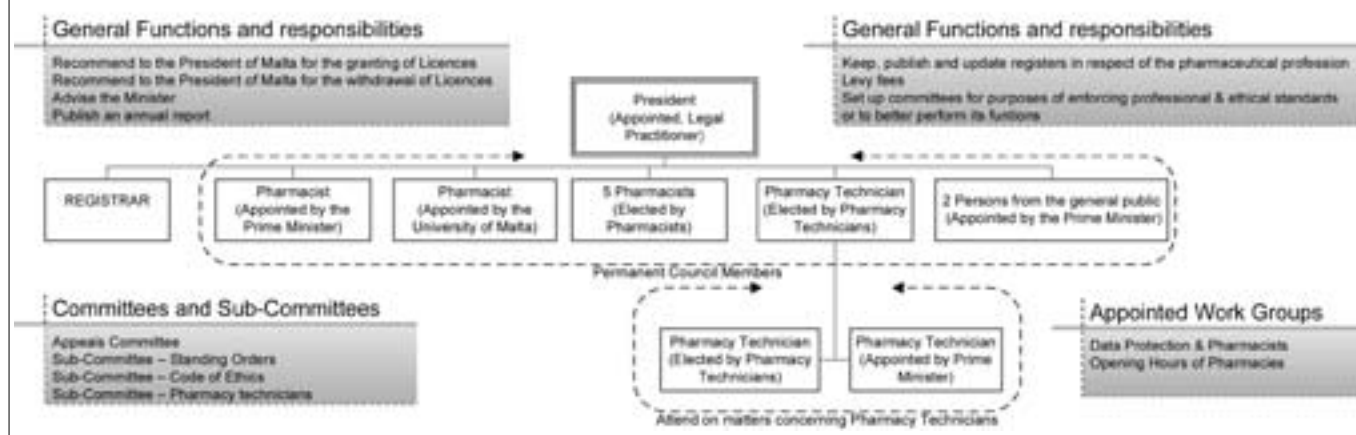 General Functions and responsibilities
Recommend to the President of Malta for the granting of Licences
Recommend to the President of Malta for the withdrawal of Licences
Advise the Minister
Publish an annual report
General Functions and responsibilities
Keep, publish and update registers in respect of the pharmaceutical profession
Levy fees
Set up committees for purposes of enforcing professional & ethical standards
or to better perform its funtions
President
(Appointed, Legal
Practitioner)
REGISTRAR
Pharmacist
(Appointed by the
Prime Minister)
Pharmacist
(Appointed by the
University of Malta)
5 Pharmacists
(Elected by
Pharmacists)
Pharmacy Technician
(Elected by Pharmacy
Technicians)
2 Persons from the general public
(Appointed by the Prime Minister)
Permanent Council Members
Committees and Sub-Committees
Appeals Committee
Sub-Committee – Standing Orders
Sub-Committee – Code of Ethics
Sub-Committee – Pharmacy technicians
Pharmacy Technician
(Elected by Pharmacy
Technicians)
Pharmacy Technician
(Appointed by Prime
Minister)
Attend on matters concerning Pharmacy Technicians
Appointed Work Groups
Data Protection & Pharmacists
Opening Hours of Pharmacies